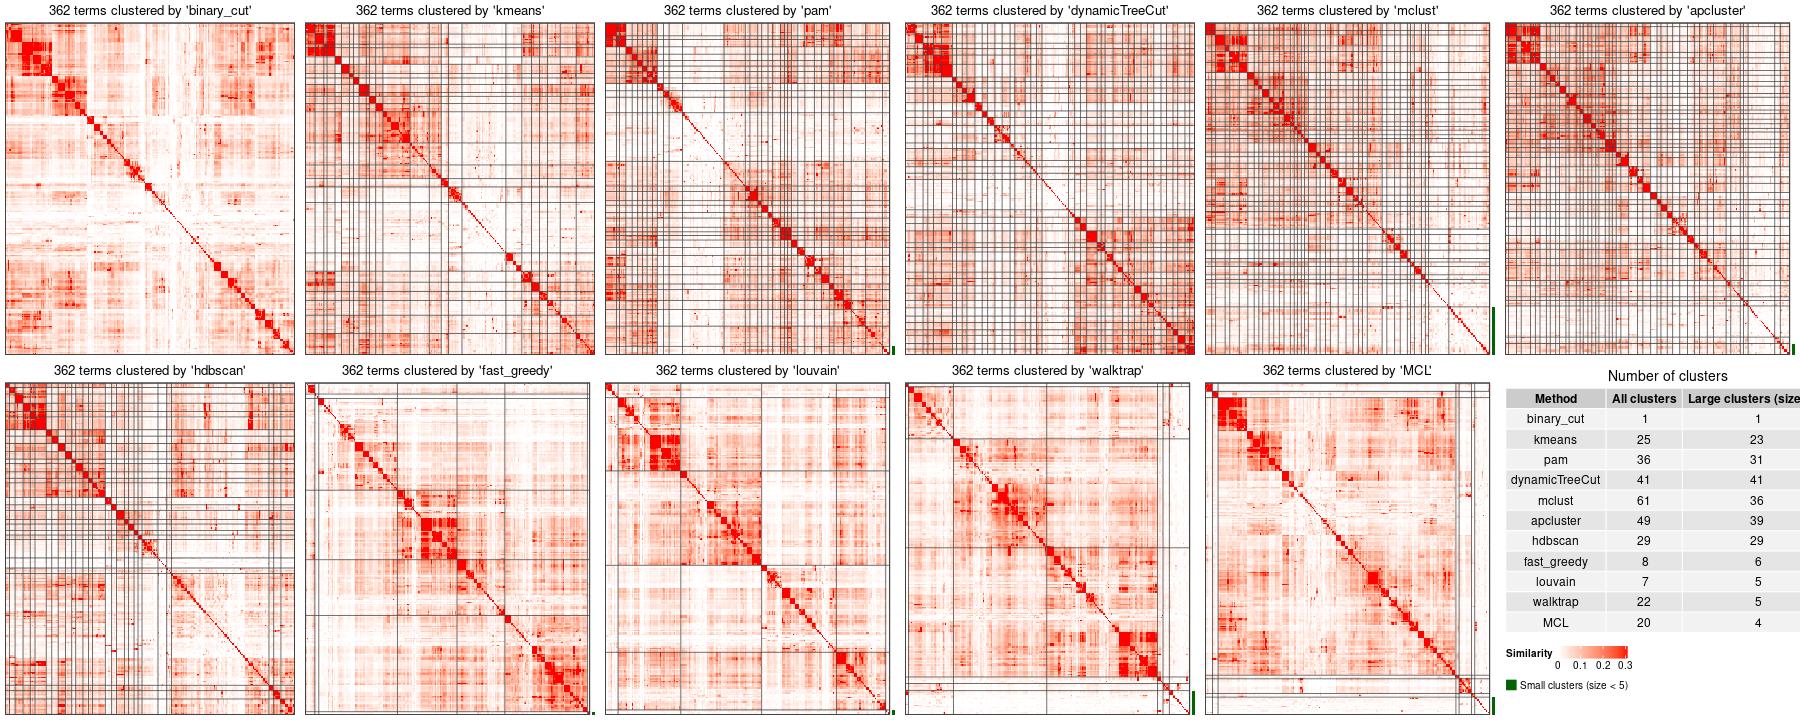 362 terms clustered by 'binary_cut'
362 terms clustered by 'kmeans'
362 terms clustered by 'pam'
362 terms clustered by 'dynamicTreeCut'
362 terms clustered by 'mclust'
362 terms clustered by 'apcluster'
362 terms clustered by 'hdbscan'
362 terms clustered by 'fast_greedy'
362 terms clustered by 'louvain'
362 terms clustered by 'walktrap'
362 terms clustered by 'MCL'
Number of clusters
Method All clusters Large clusters (size
binary_cut 1 1
kmeans 25 23
pam 36 31
dynamicTreeCut 41 41
mclust 61 36
apcluster 49 39
hdbscan 29 29
fast_greedy 8 6
louvain 7 5
walktrap 22 5
MCL 20 4
Similarity
0 0.1 0.2 0.3
Small clusters (size < 5)